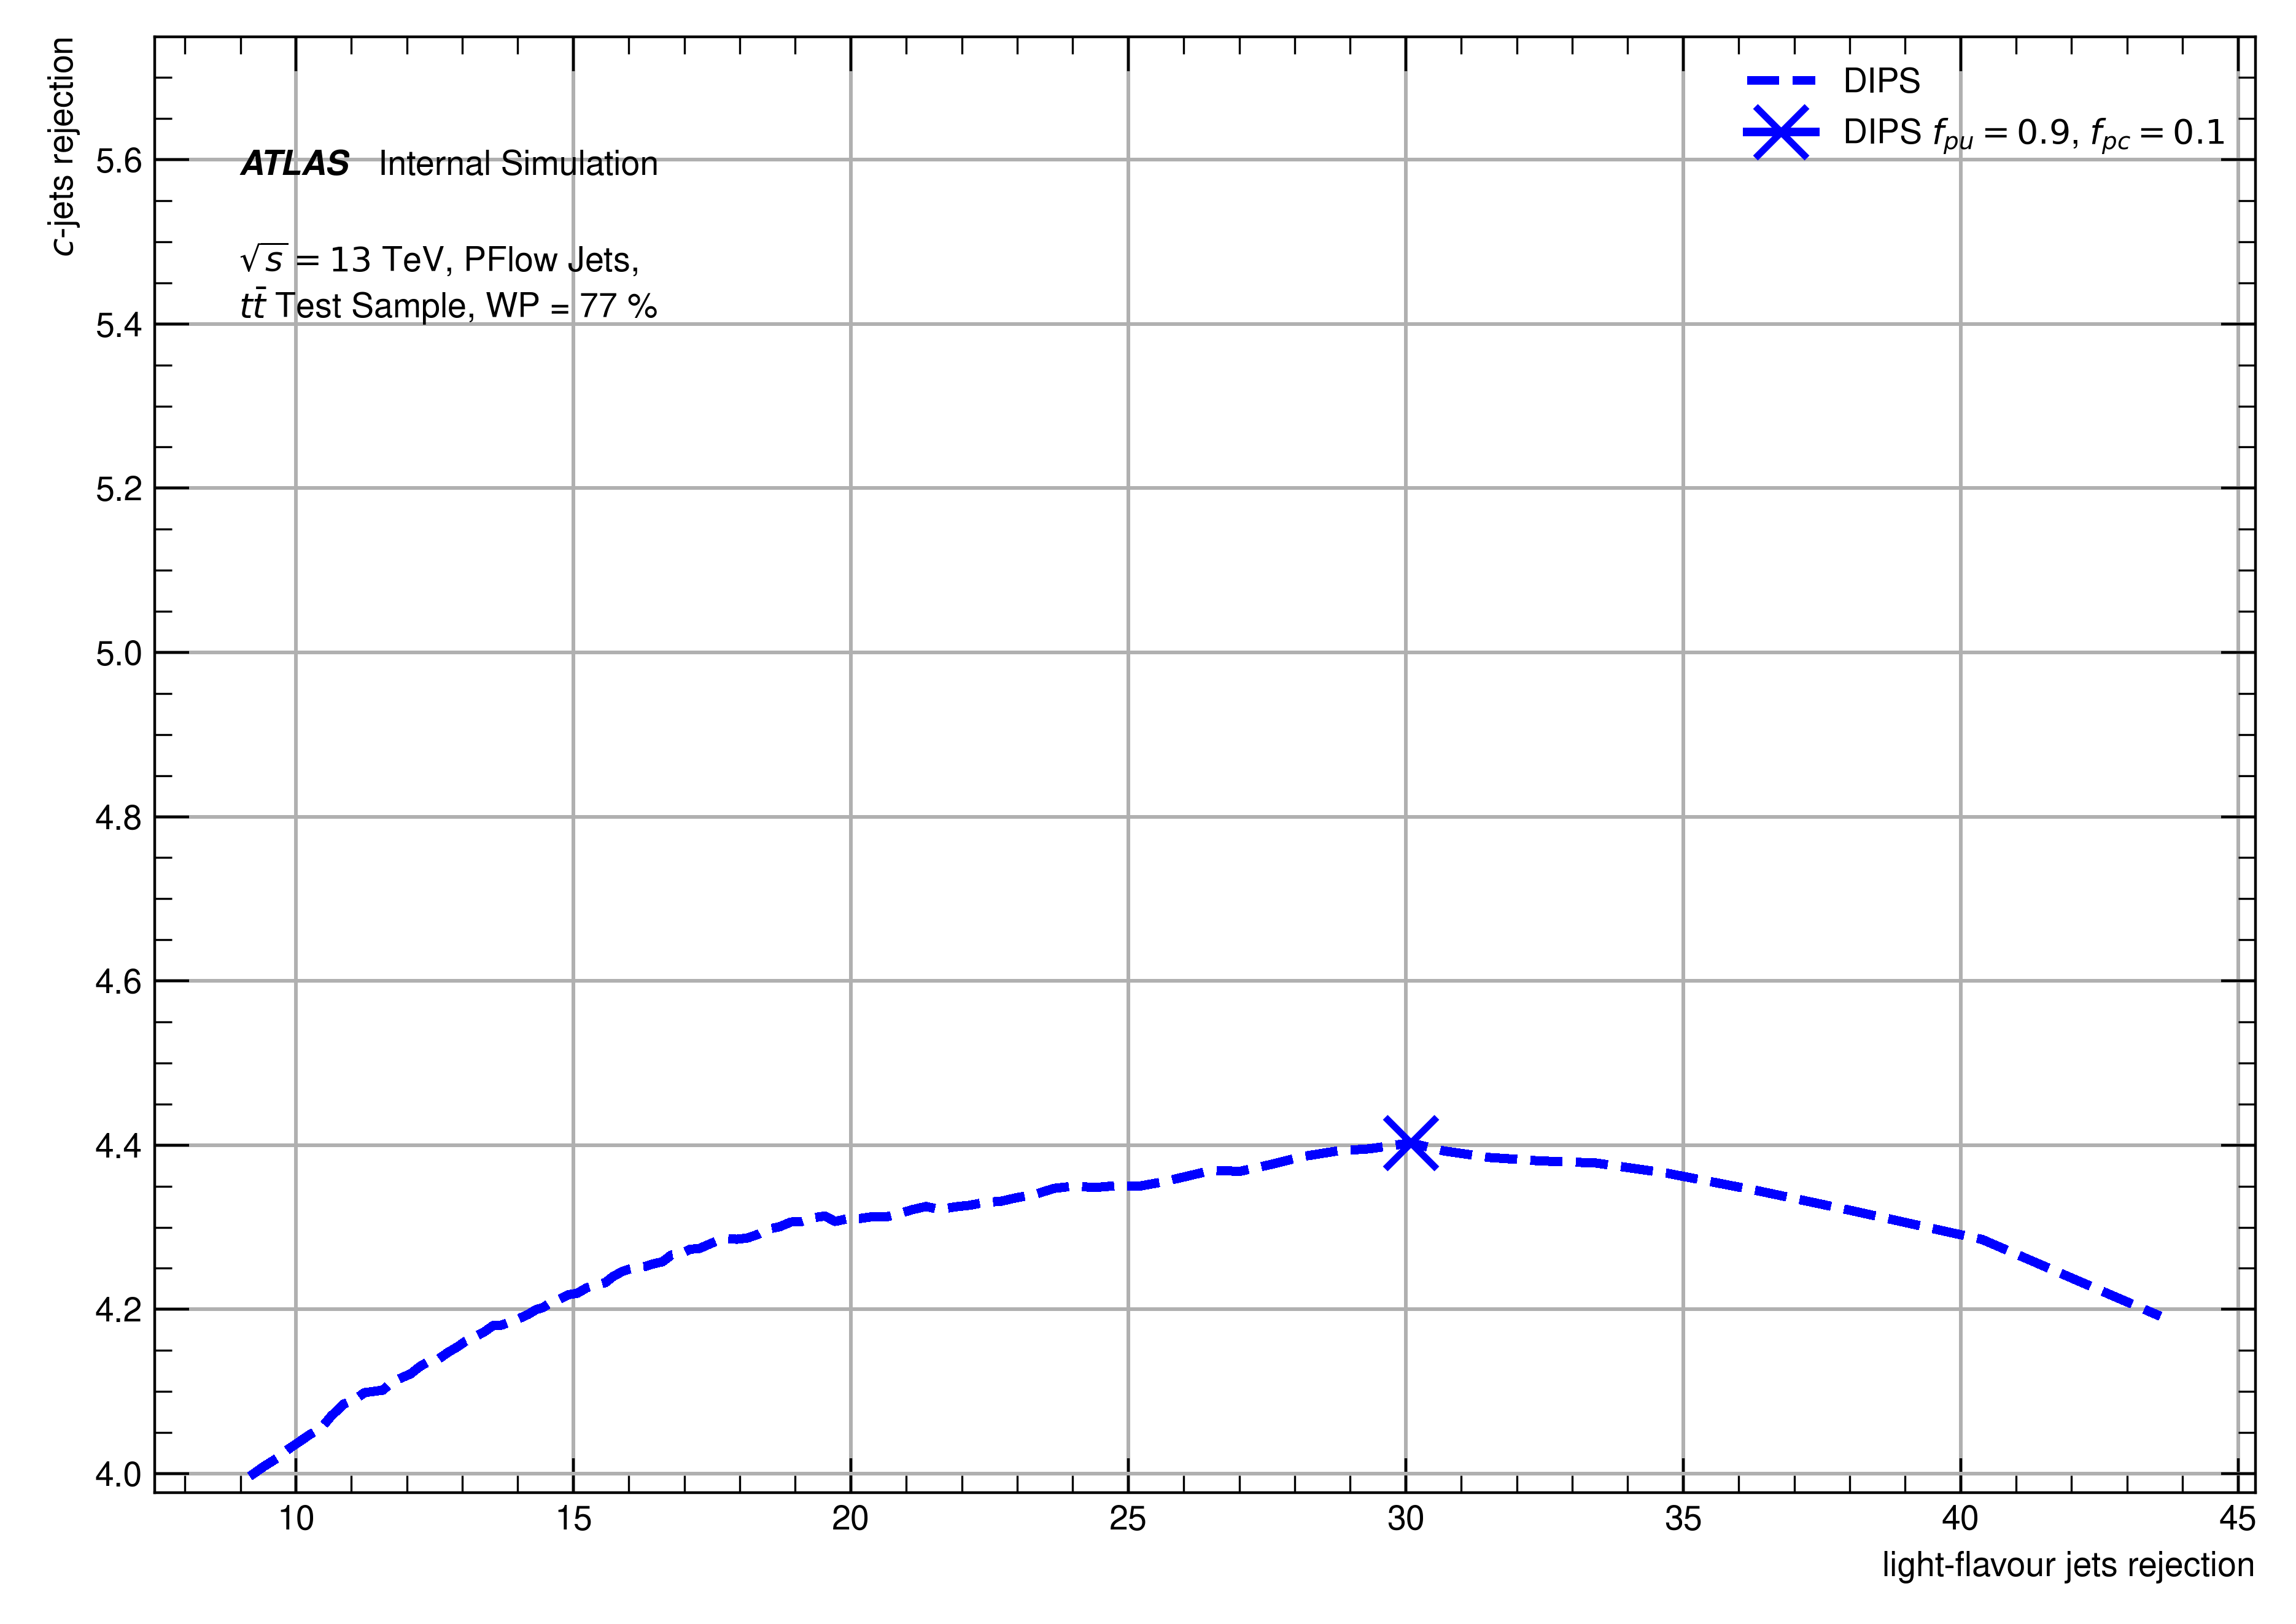 c-jets rejection
DIPS
DIPS f_pu = 0.9, f_pc = 0.1
ATLAS Internal Simulation
√s = 13 TeV, PFlow Jets,
tt̄ Test Sample, WP = 77 %
5.6
5.4
5.2
5.0
4.8
4.6
4.4
4.2
4.0
10 15 20 25 30 35 40 45
light-flavour jets rejection